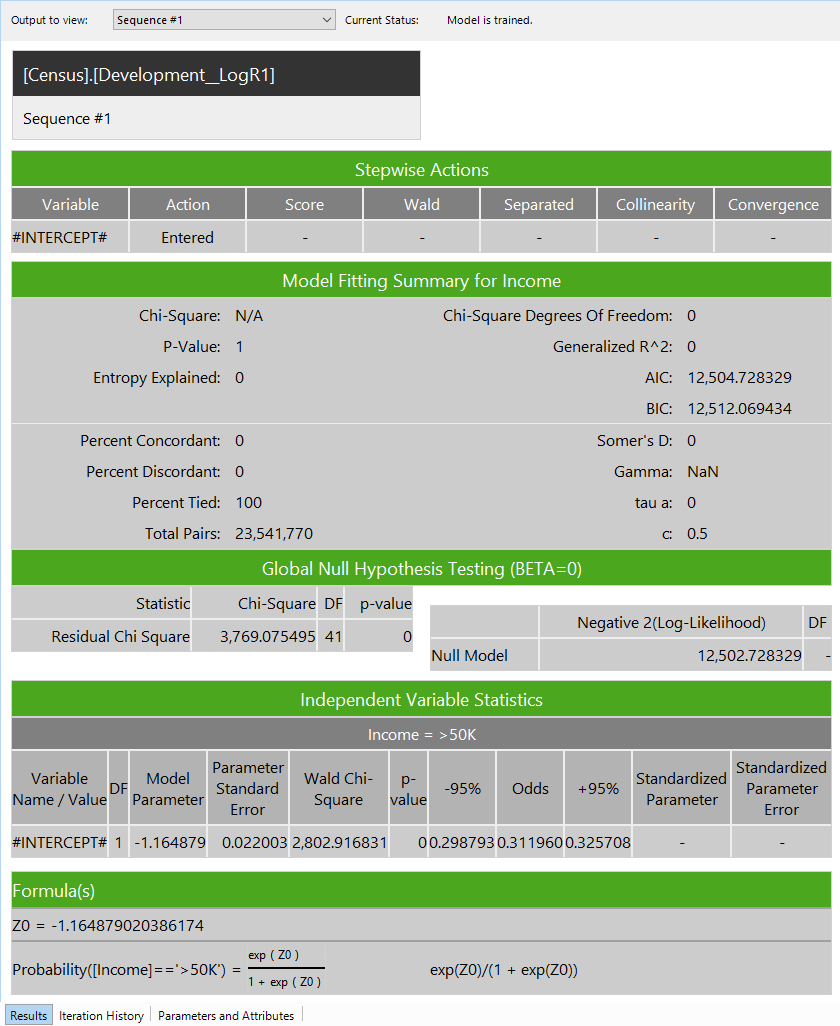 Output to view: Sequence #1 Current Status: Model is trained.
[Census].[Development__LogR1]
Sequence #1
Stepwise Actions
Variable Action Score Wald Separated Collinearity Convergence
#INTERCEPT# Entered - - - - -
Model Fitting Summary for Income
Chi-Square: N/A Chi-Square Degrees Of Freedom: 0
P-Value: 1 Generalized R^2: 0
Entropy Explained: 0 AIC: 12,504.728329
BIC: 12,512.069434
Percent Concordant: 0 Somer's D: 0
Percent Discordant: 0 Gamma: NaN
Percent Tied: 100 tau a: 0
Total Pairs: 23,541,770 c: 0.5
Global Null Hypothesis Testing (BETA=0)
Statistic Chi-Square DF p-value
Residual Chi Square 3,769.075495 41 0
Negative 2(Log-Likelihood) DF
Null Model 12,502.728329 -
Independent Variable Statistics
Income = >50K
Variable
Name / Value
DF
Model
Parameter
Parameter
Standard
Error
Wald Chi-
Square
p-
value
-95%
Odds
+95%
Standardized
Parameter
Standardized
Parameter
Error
#INTERCEPT# 1 -1.164879 0.022003 2,802.916831 0 0.298793 0.311960 0.325708 - -
Formula(s)
Z0 = -1.164879020386174
Probability([Income]=='>50K') = exp ( Z0 )
1 + exp ( Z0 )
exp(Z0)/(1 + exp(Z0))
Results Iteration History Parameters and Attributes